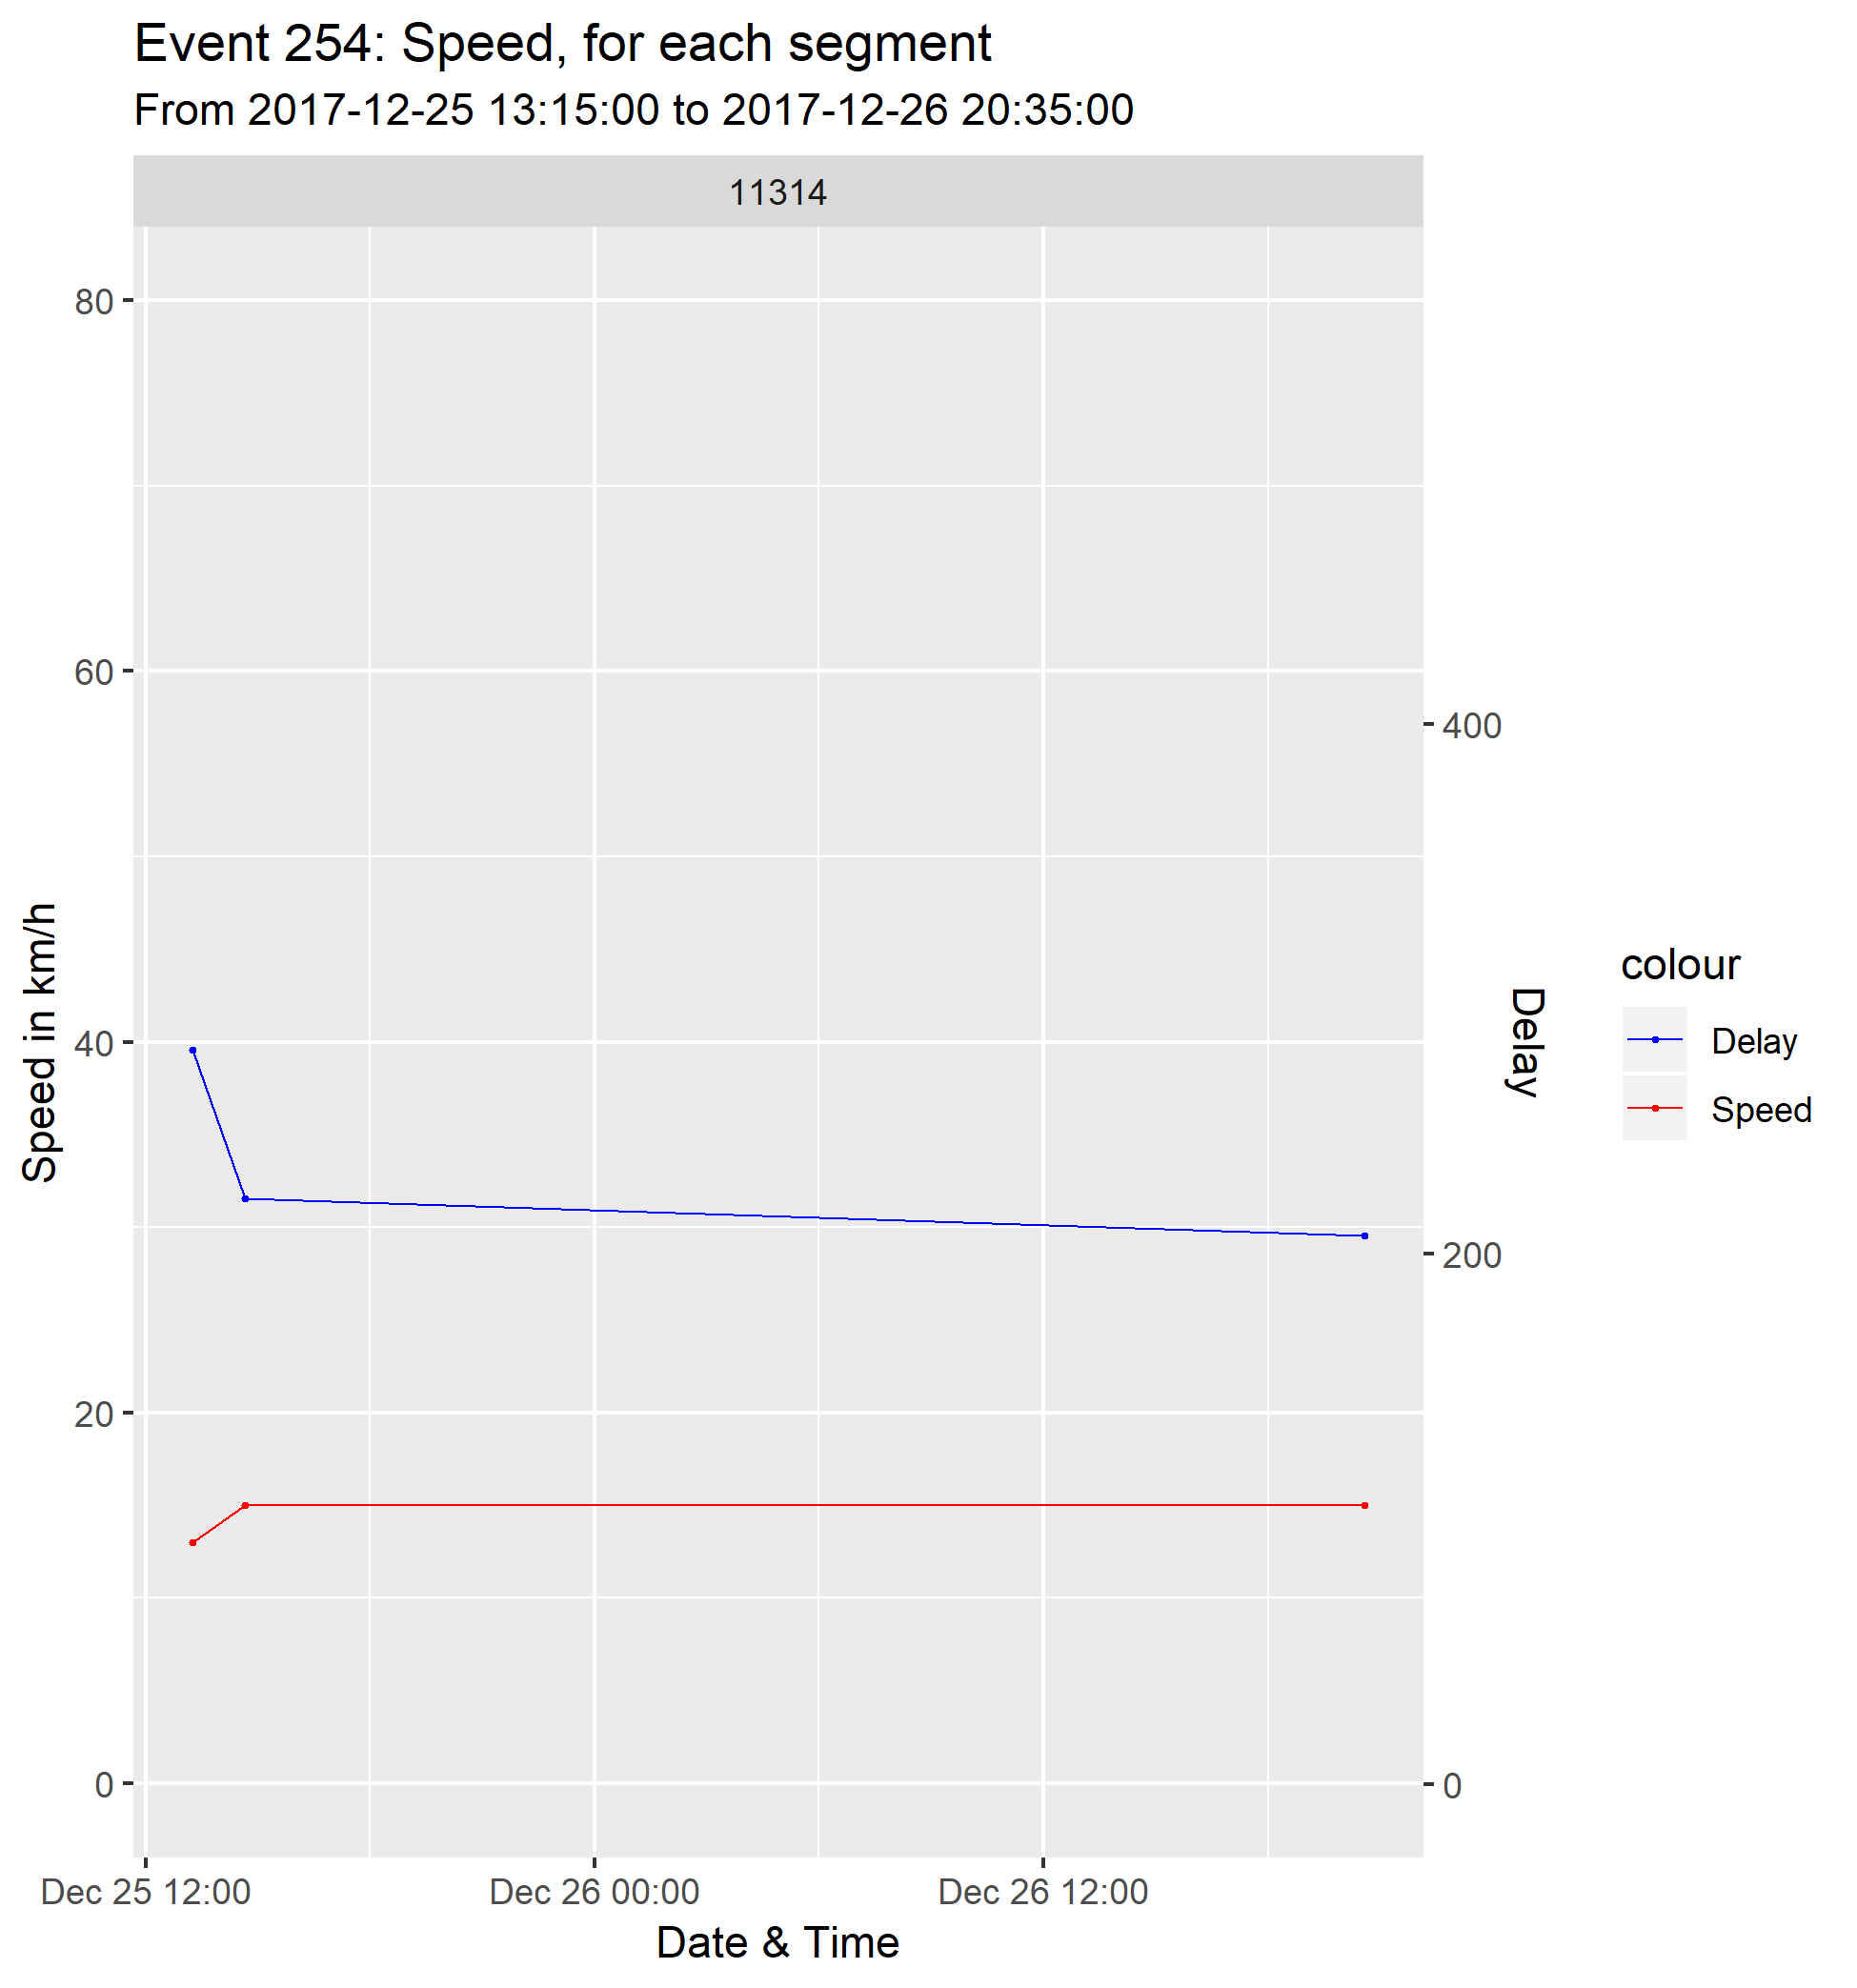 Event 254: Speed, for each segment
From 2017-12-25 13:15:00 to 2017-12-26 20:35:00
11314
80
60
40
20
0
Speed in km/h
400
200
0
Delay
colour
Delay
Speed
Dec 25 12:00
Dec 26 00:00
Dec 26 12:00
Date & Time